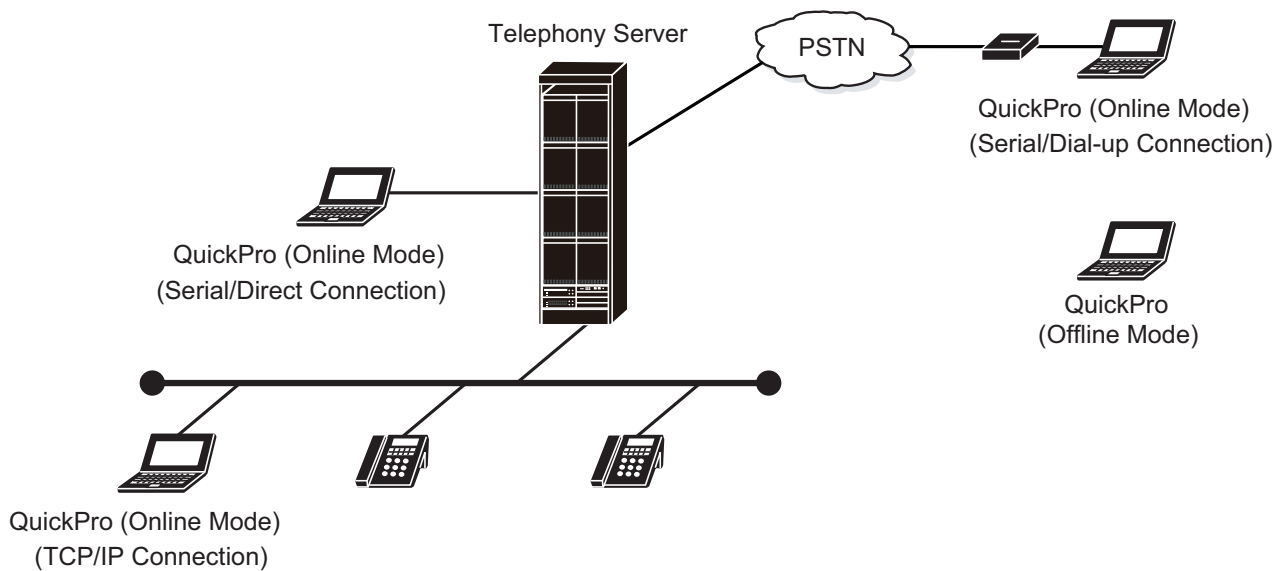 Telephony Server
PSTN
QuickPro (Online Mode)
(Serial/Dial-up Connection)
QuickPro (Online Mode)
(Serial/Direct Connection)
QuickPro
(Offline Mode)
QuickPro (Online Mode)
(TCP/IP Connection)